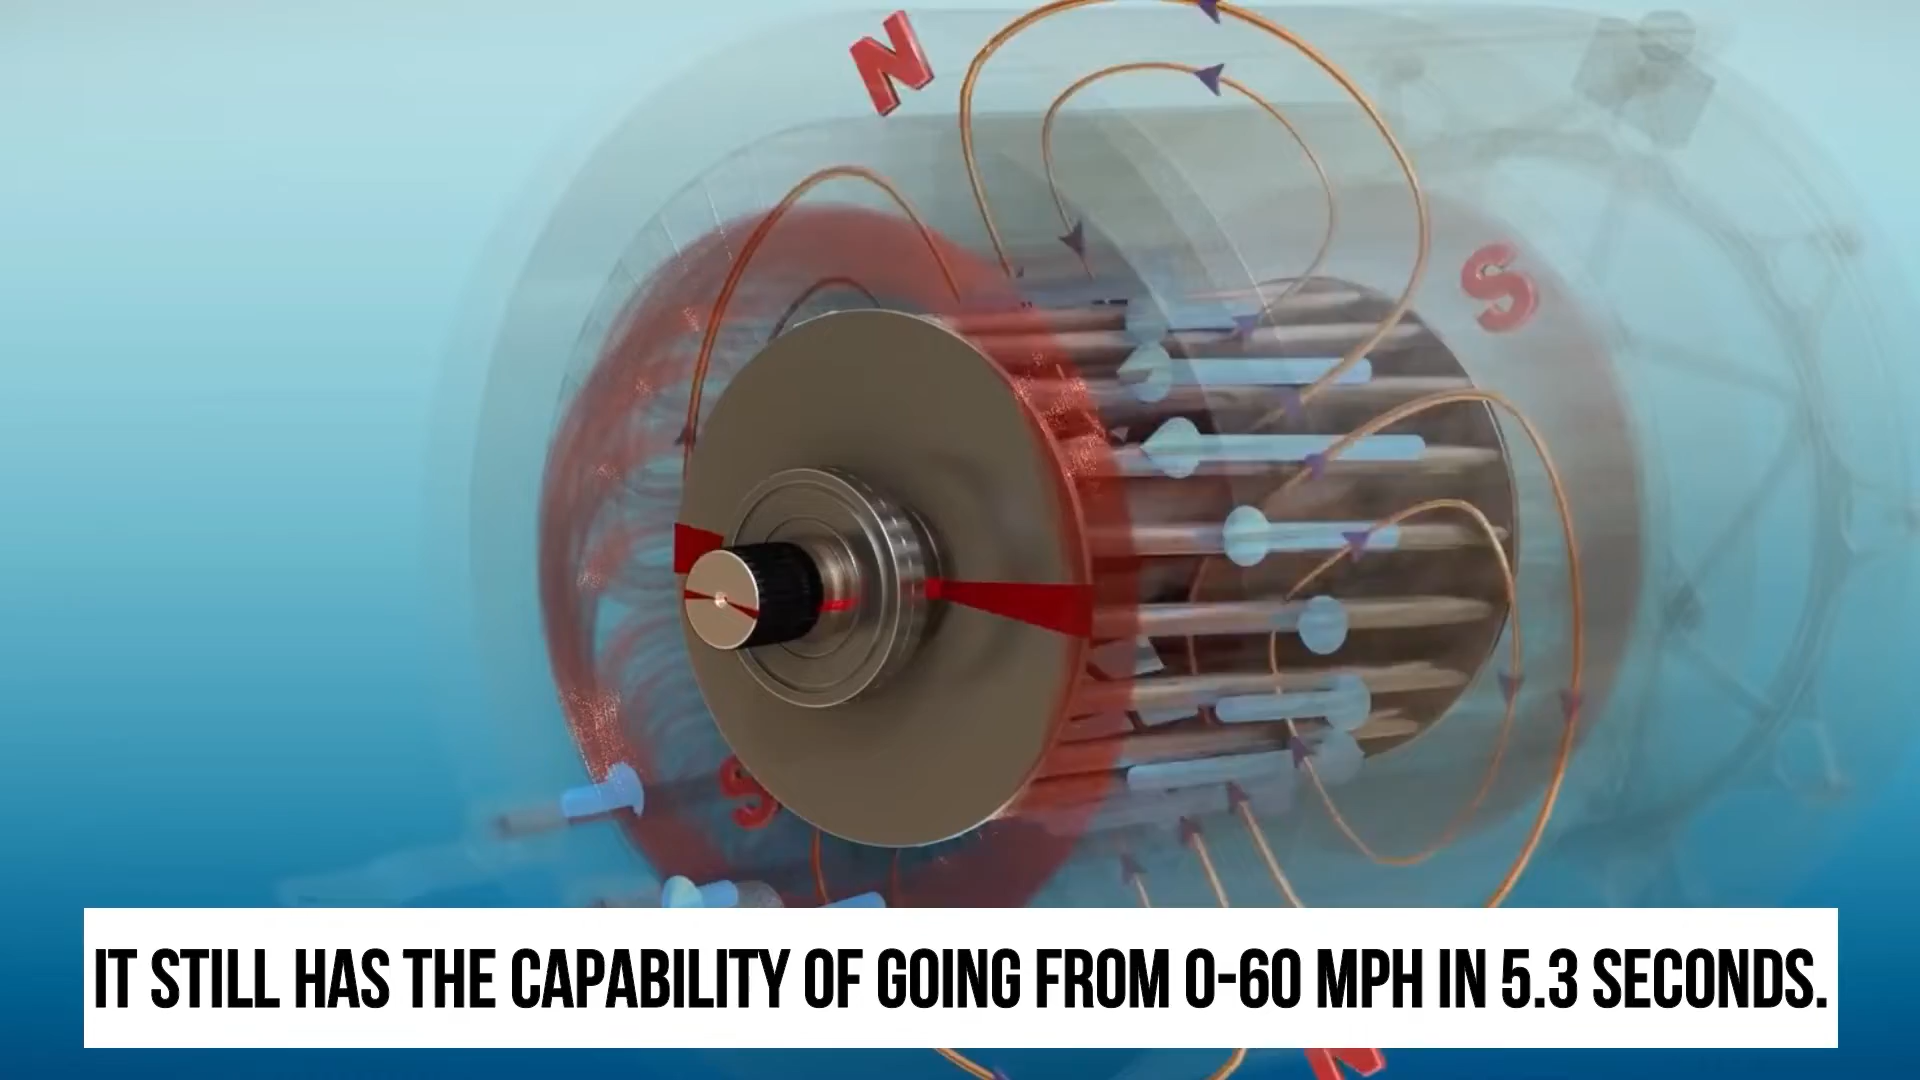 N
S
S
IT STILL HAS THE CAPABILITY OF GOING FROM 0-60 MPH IN 5.3 SECONDS.
N